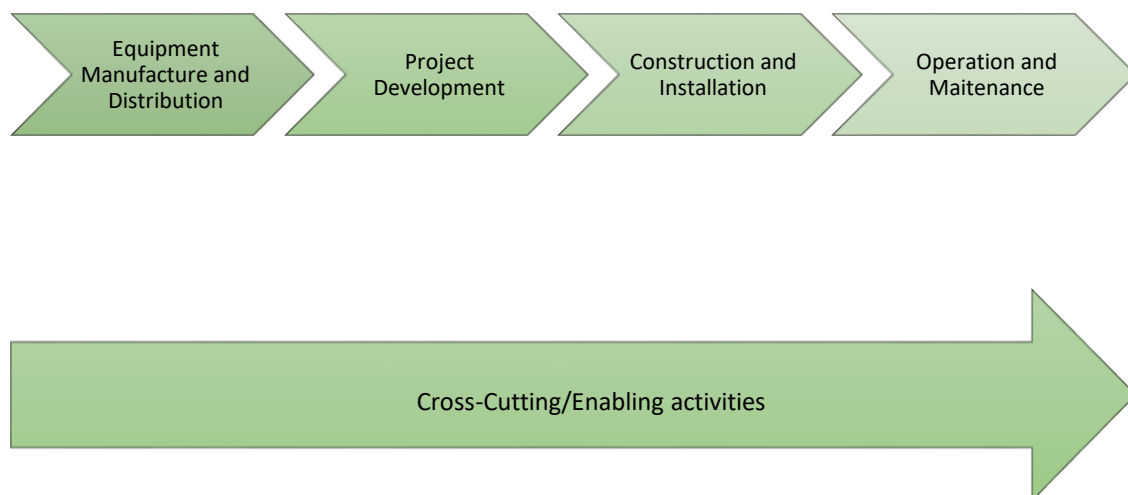 Equipment
Manufacture and
Distribution
Project
Development
Construction and
Installation
Operation and
Maitenance
Cross-Cutting/Enabling activities